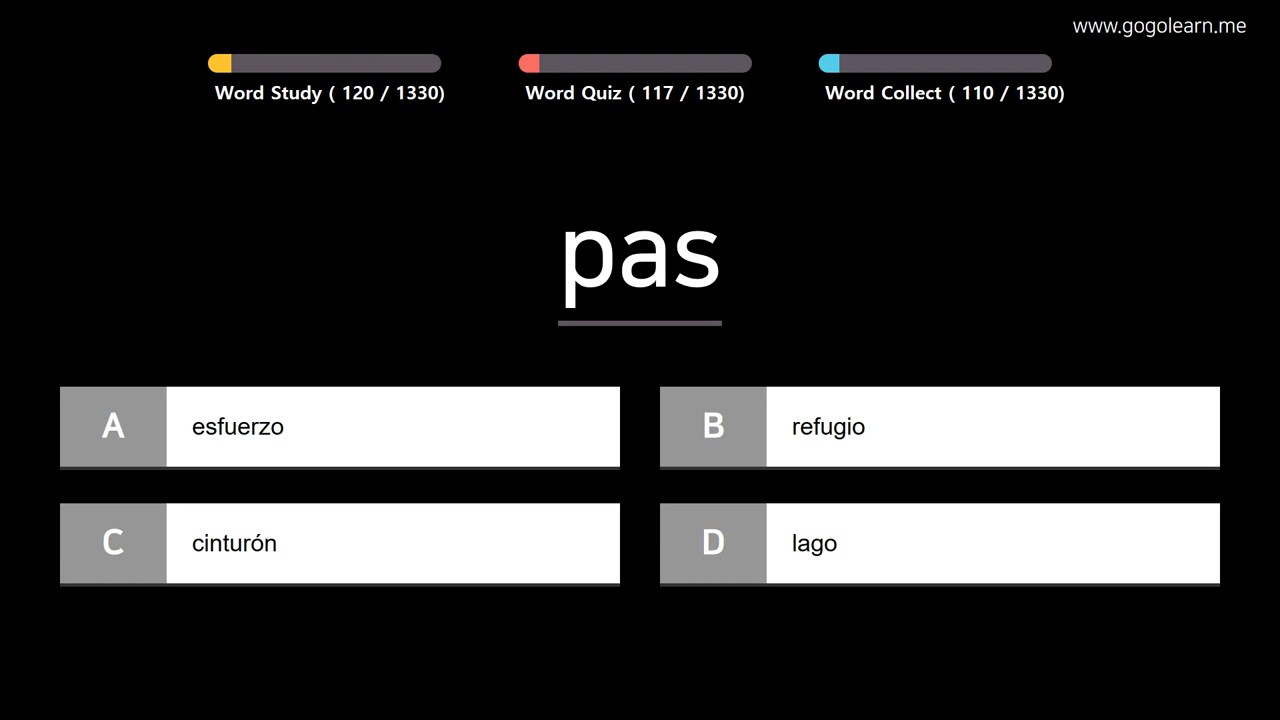 www.gogolearn.me
Word Study ( 120 / 1330)
Word Quiz ( 117 / 1330)
Word Collect ( 110 / 1330)
pas
A
esfuerzo
B
refugio
C
cinturón
D
lago